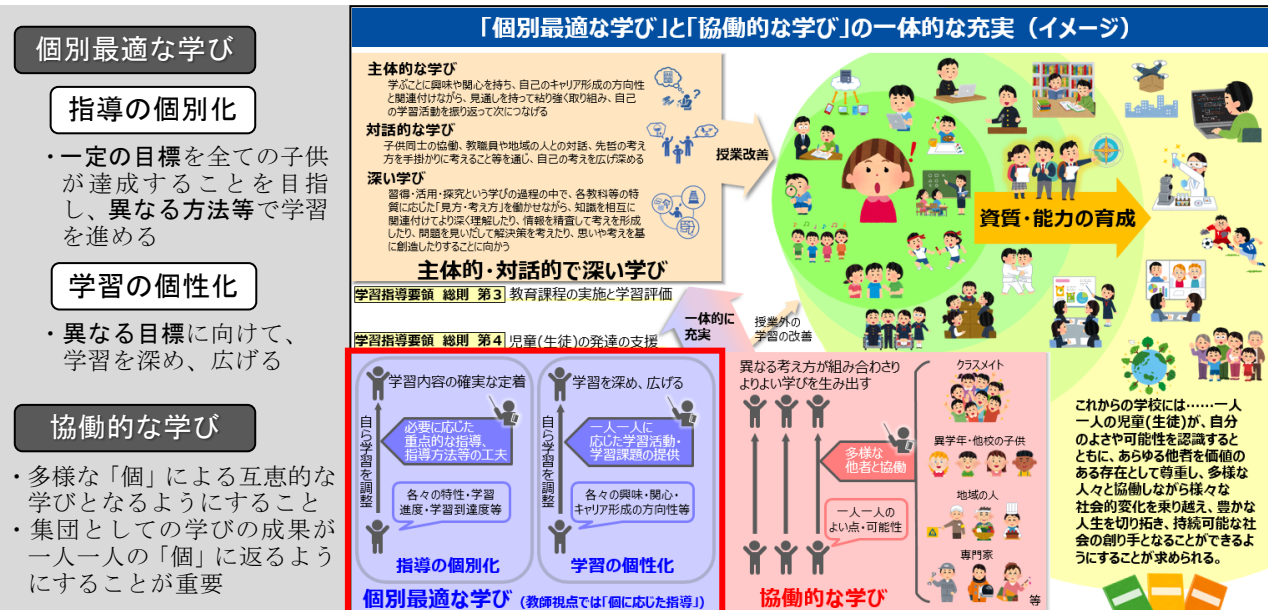 個別最適な学び
指導の個別化
・一定の目標を全ての子供
が達成することを目指
し、異なる方法等で学習
を進める
学習の個性化
・異なる目標に向けて、
学習を深め、広げる
協働的な学び
・多様な「個」による互恵的な
学びとなるようにすること
・集団としての学びの成果が
一人一人の「個」に返るよう
にすることが重要
「個別最適な学び」と「協働的な学び」の一体的な充実（イメージ）
主体的な学び
学ぶことに興味や関心を持ち、自己のキャリア形成の方向性
と関連付けながら、見通しを持って粘り強く取り組み、自己
の学習活動を振り返って次につなげる
対話的な学び
子供同士の協働、教職員や地域の人との対話、先哲の考え
方を手掛かりに考えること等を通じ、自己の考えを広げ深める
深い学び
習得・活用・探究という学びの過程の中で、各教科等の特
質に応じた「見方・考え方」を働かせながら、知識を相互に
関連付けてより深く理解したり、情報を精査して考えを形成
したり、問題を見いだして解決策を考えたり、思いや考えを基
に創造したりすることに向かう
主体的・対話的で深い学び
授業改善
資質・能力の育成
学習指導要領 総則 第3 教育課程の実施と学習評価
学習指導要領 総則 第4 児童(生徒)の発達の支援
一体的に
充実
授業外の
学習の改善
学習内容の確実な定着
自ら学習を調整
必要に応じた
重点的な指導、
指導方法等の工夫
各々の特性・学習
進度・学習到達度等
指導の個別化
学習を深め、広げる
自ら学習を調整
一人一人に
応じた学習活動・
学習課題の提供
各々の興味・関心・
キャリア形成の方向性等
学習の個性化
個別最適な学び (教師視点では「個に応じた指導」)
異なる考え方が組み合わさり
よりよい学びを生み出す
多様な
他者と協働
一人一人の
よい点・可能性
協働的な学び
クラスメイト
異学年・他校の子供
地域の人
専門家
等
これからの学校には……一人
一人の児童(生徒)が、自分
のよさや可能性を認識すると
ともに、あらゆる他者を価値の
ある存在として尊重し、多様な
人々と協働しながら様々な
社会的変化を乗り越え、豊かな
人生を切り拓き、持続可能な社
会の創り手となることができるよ
うにすることが求められる。